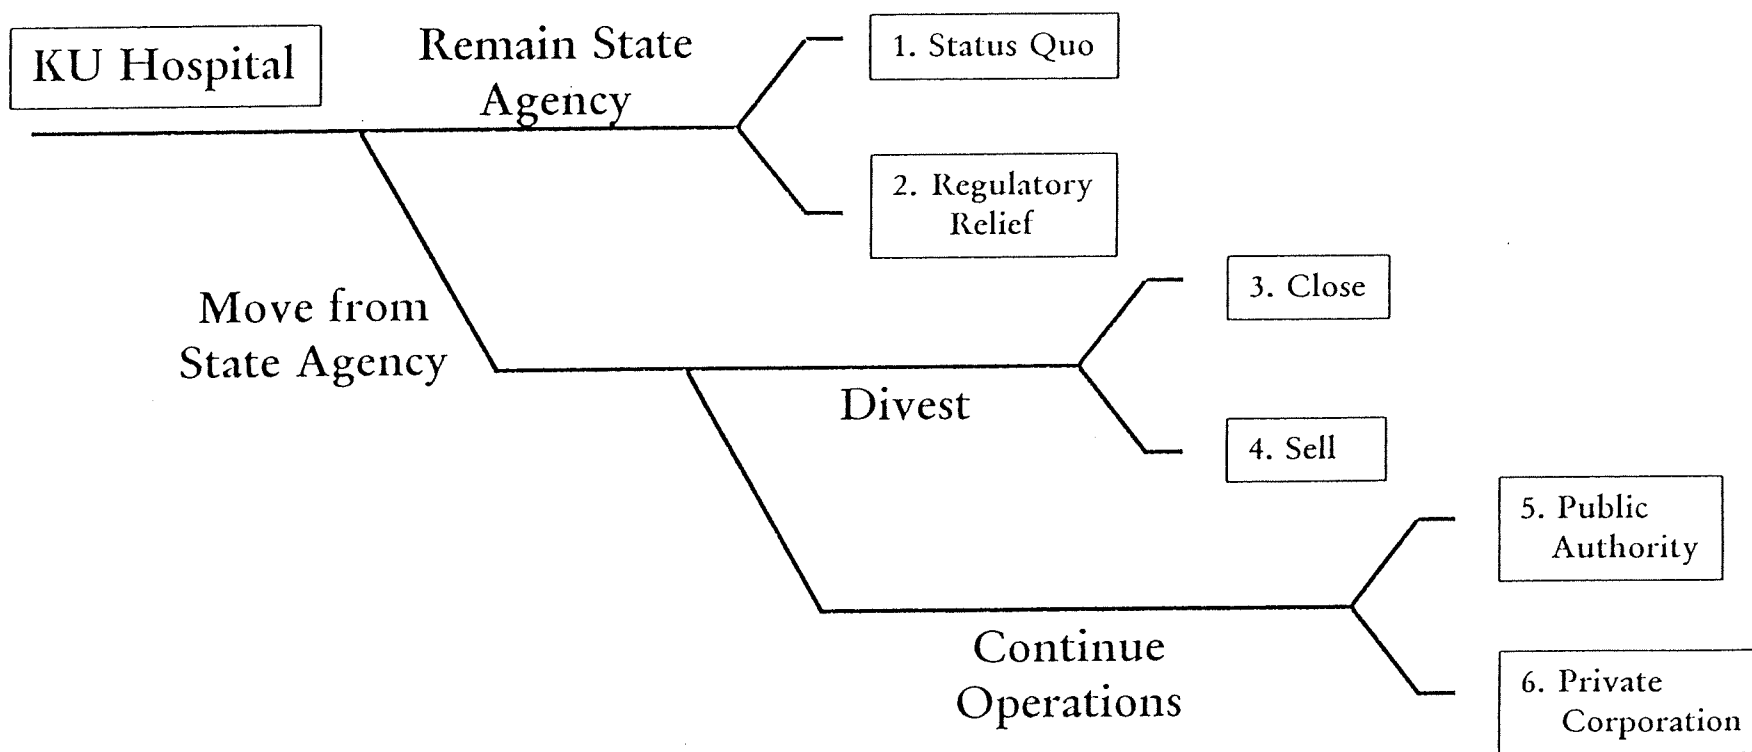 KU Hospital
Remain State
Agency
1. Status Quo
2. Regulatory
Relief
Move from
State Agency
Divest
3. Close
4. Sell
Continue
Operations
5. Public
Authority
6. Private
Corporation